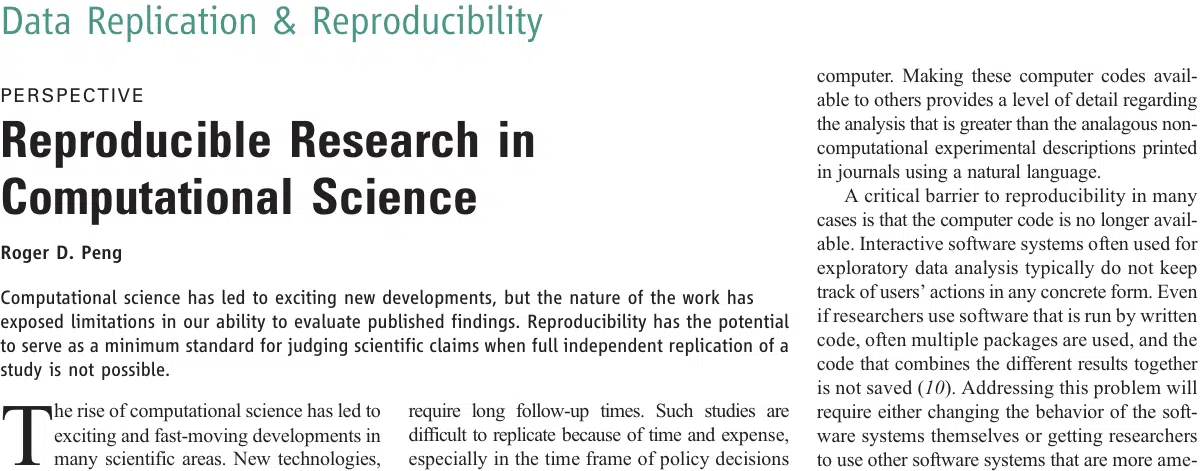 Data Replication & Reproducibility
PERSPECTIVE
Reproducible Research in
Computational Science
Roger D. Peng
Computational science has led to exciting new developments, but the nature of the work has
exposed limitations in our ability to evaluate published findings. Reproducibility has the potential
to serve as a minimum standard for judging scientific claims when full independent replication of a
study is not possible.
The rise of computational science has led to
exciting and fast-moving developments in
many scientific areas. New technologies,
require long follow-up times. Such studies are
difficult to replicate because of time and expense,
especially in the time frame of policy decisions
computer. Making these computer codes avail-
able to others provides a level of detail regarding
the analysis that is greater than the analagous non-
computational experimental descriptions printed
in journals using a natural language.
A critical barrier to reproducibility in many
cases is that the computer code is no longer avail-
able. Interactive software systems often used for
exploratory data analysis typically do not keep
track of users' actions in any concrete form. Even
if researchers use software that is run by written
code, often multiple packages are used, and the
code that combines the different results together
is not saved (10). Addressing this problem will
require either changing the behavior of the soft-
ware systems themselves or getting researchers
to use other software systems that are more ame-